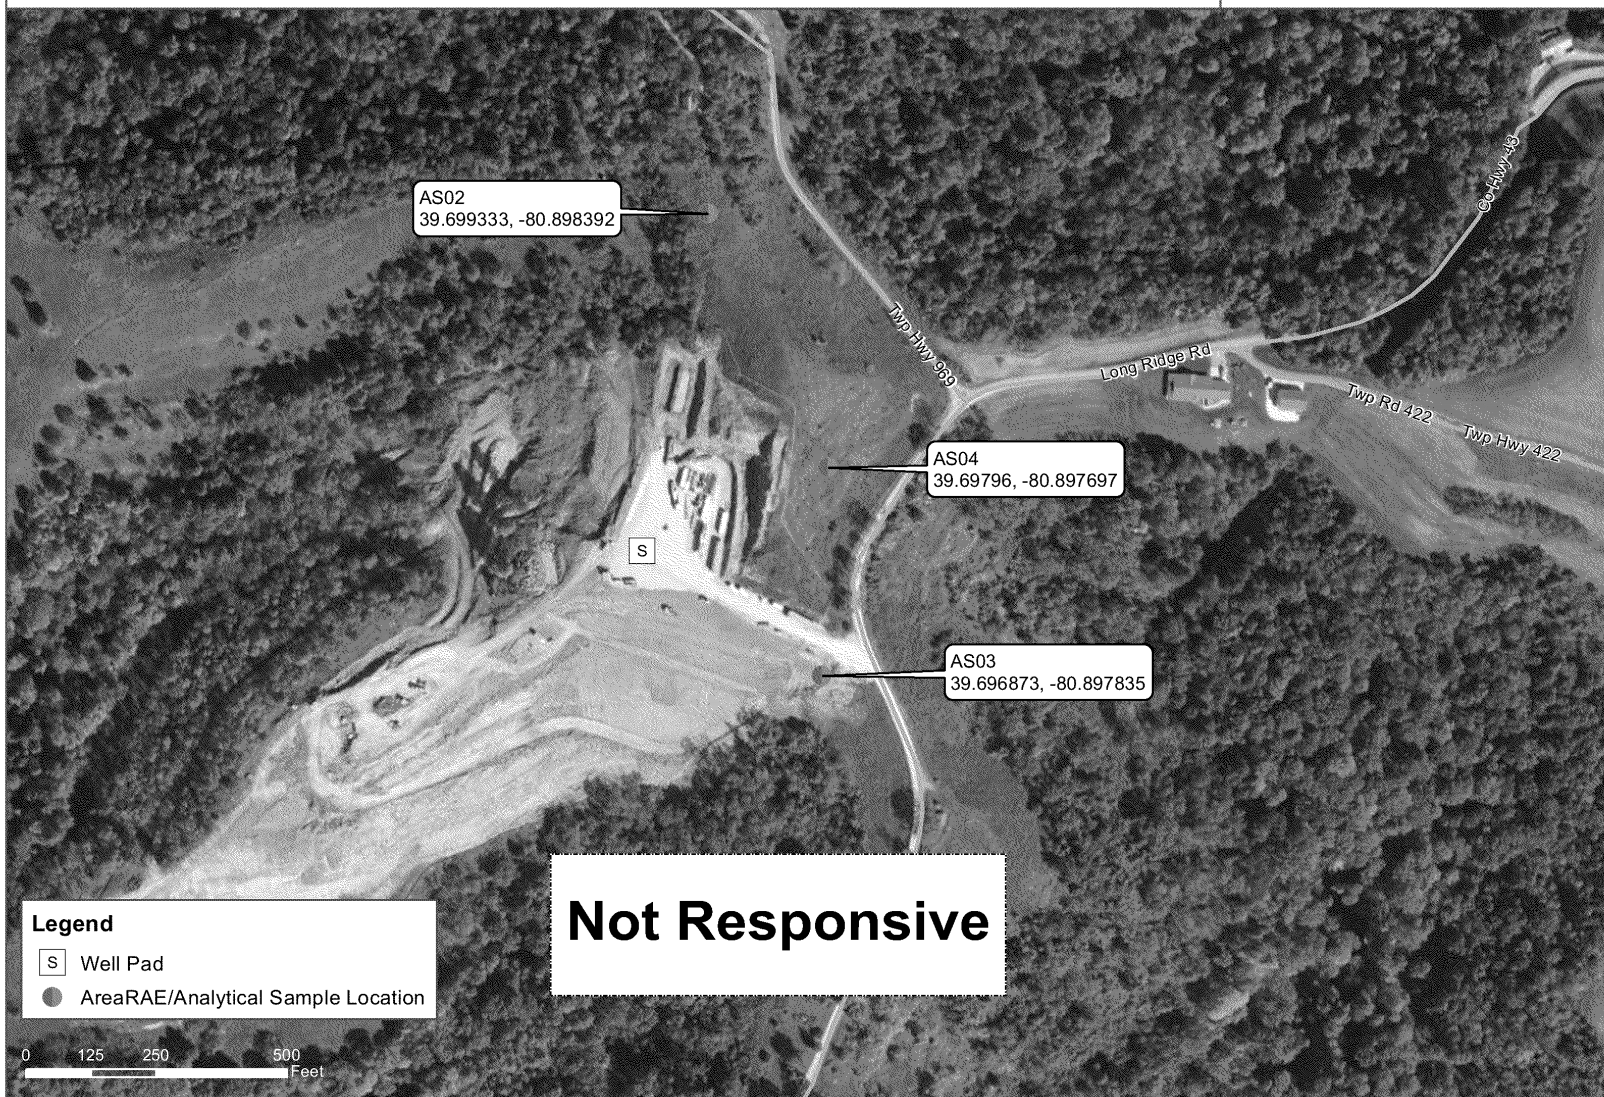 AS02
39.699333, -80.898392
Co Hwy 43
Twp Hwy 969
Long Ridge Rd
Twp Rd 422
Twp Hwy 422
AS04
39.69796, -80.897697
S
AS03
39.696873, -80.897835
Not Responsive
Legend
S Well Pad
AreaRAE/Analytical Sample Location
0 125 250 500
Feet